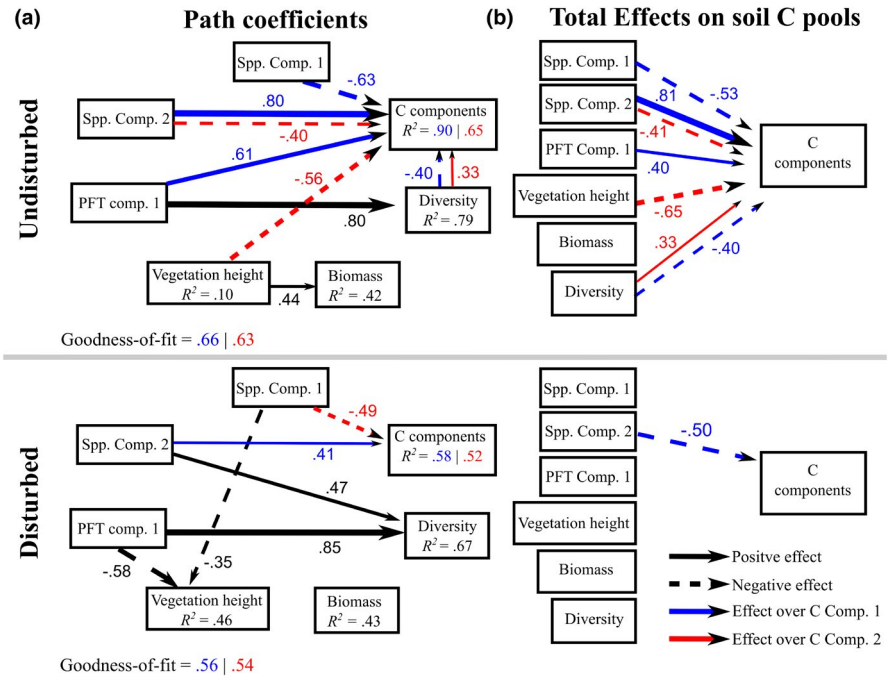 (a)
Path coefficients
(b)
Total Effects on soil C pools
Undisturbed
Spp. Comp. 1
-.63
Spp. Comp. 2
.80
-.40
C components
R² = .90 | .65
.61
-.56
-.40
.33
PFT comp. 1
.80
Diversity
R² = .79
Vegetation height
R² = .10
.44
Biomass
R² = .42
Goodness-of-fit = .66 | .63
Spp. Comp. 1
-.53
Spp. Comp. 2
.81
-.41
C
components
PFT Comp. 1
.40
Vegetation height
-.65
Biomass
.33
-.40
Diversity
Disturbed
Spp. Comp. 1
-.49
Spp. Comp. 2
.41
C components
R² = .58 | .52
.47
PFT comp. 1
.85
Diversity
R² = .67
-.58
-.35
Vegetation height
R² = .46
Biomass
R² = .43
Goodness-of-fit = .56 | .54
Spp. Comp. 1
Spp. Comp. 2
-.50
C
components
PFT Comp. 1
Vegetation height
Biomass
Diversity
Positve effect
Negative effect
Effect over C Comp. 1
Effect over C Comp. 2